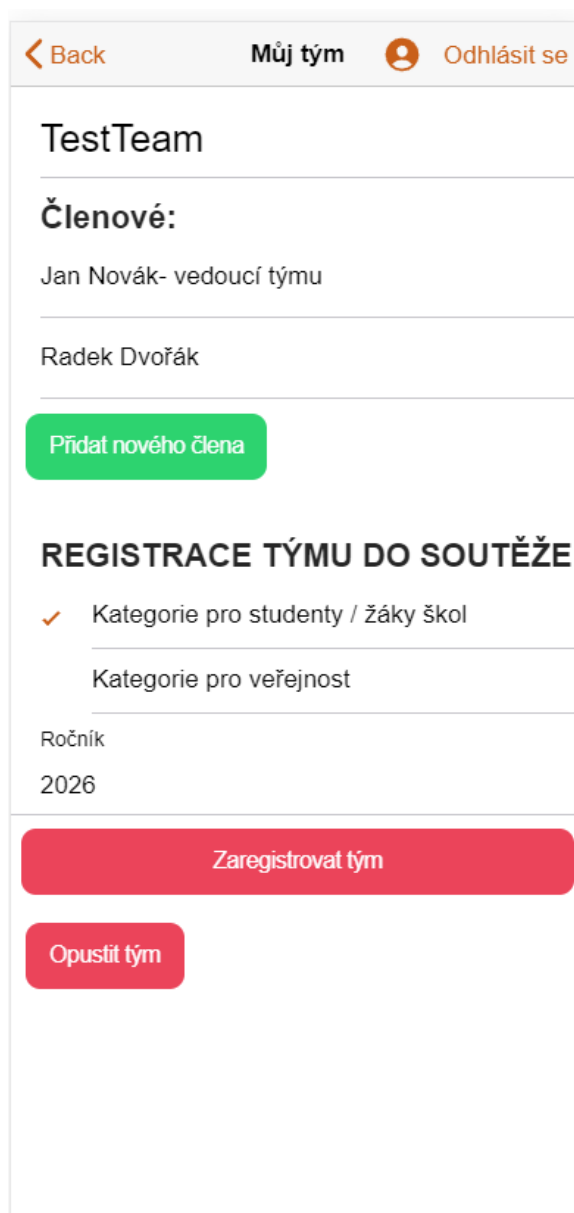 Back Můj tým Odhlásit se
TestTeam
Členové:
Jan Novák- vedoucí týmu
Radek Dvořák
Přidat nového člena
REGISTRACE TÝMU DO SOUTĚŽE
Kategorie pro studenty / žáky škol
Kategorie pro veřejnost
Ročník
2026
Zaregistrovat tým
Opustit tým